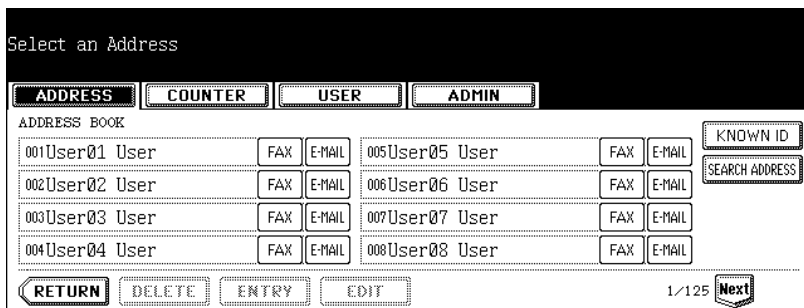 Select an Address
ADDRESS COUNTER USER ADMIN
ADDRESS BOOK
KNOWN ID
001User01 User FAX E-MAIL 005User05 User FAX E-MAIL
SEARCH ADDRESS
002User02 User FAX E-MAIL 006User06 User FAX E-MAIL
003User03 User FAX E-MAIL 007User07 User FAX E-MAIL
004User04 User FAX E-MAIL 008User08 User FAX E-MAIL
RETURN DELETE ENTRY EDIT 1/125 Next